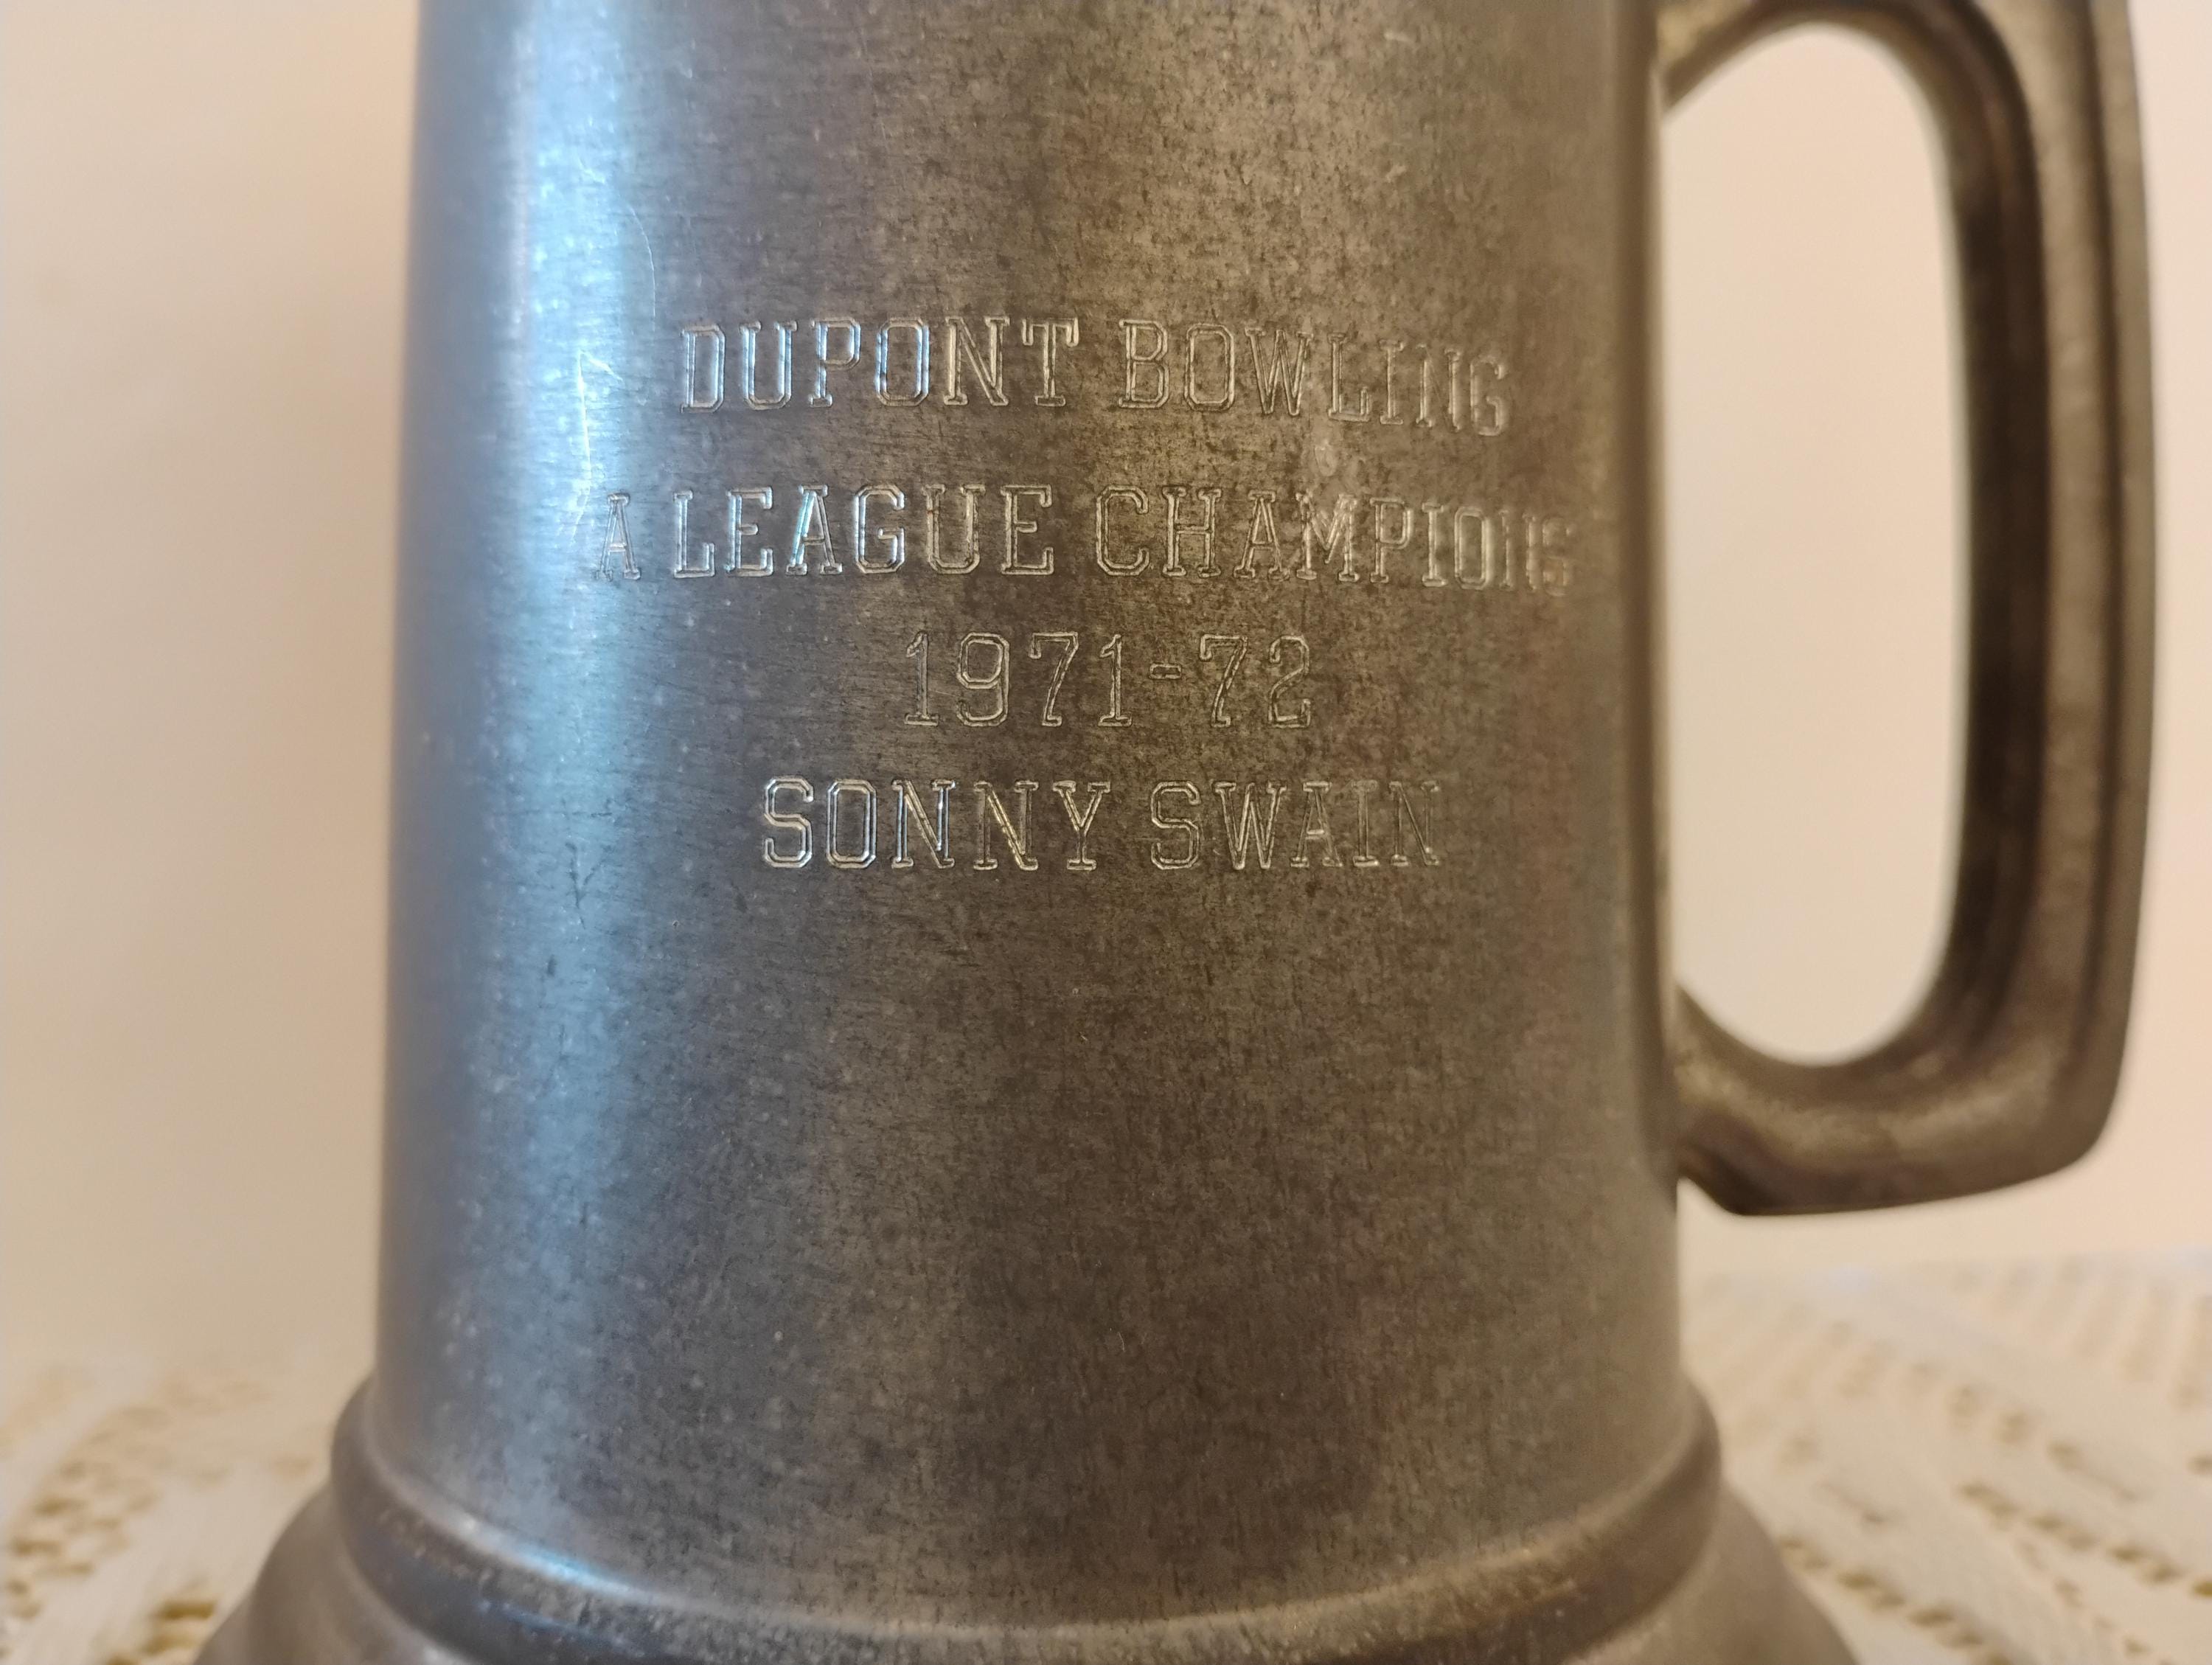 DUPONT BOWLING
A LEAGUE CHAMPIONS
1971-72
SONNY SWAIN